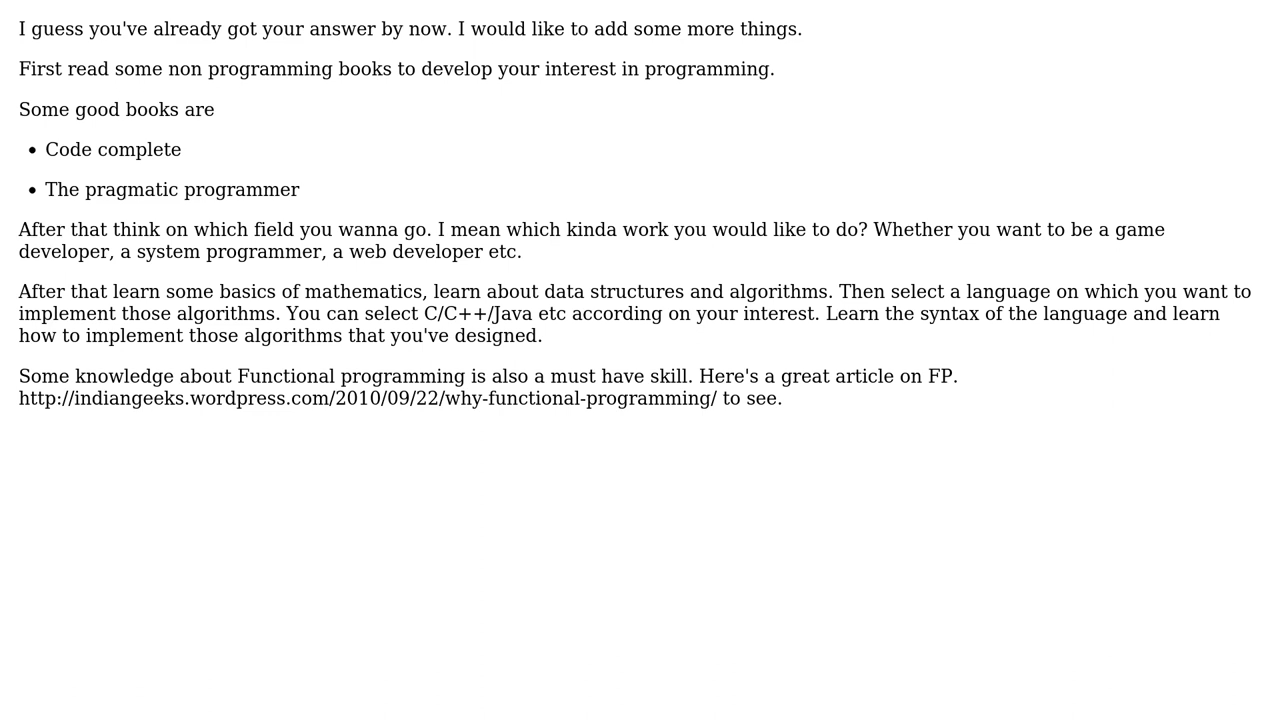 I guess you've already got your answer by now. I would like to add some more things.
First read some non programming books to develop your interest in programming.
Some good books are
• Code complete
• The pragmatic programmer
After that think on which field you wanna go. I mean which kinda work you would like to do? Whether you want to be a game
developer, a system programmer, a web developer etc.
After that learn some basics of mathematics, learn about data structures and algorithms. Then select a language on which you want to
implement those algorithms. You can select C/C++/Java etc according on your interest. Learn the syntax of the language and learn
how to implement those algorithms that you've designed.
Some knowledge about Functional programming is also a must have skill. Here's a great article on FP.
http://indiangeeks.wordpress.com/2010/09/22/why-functional-programming/ to see.